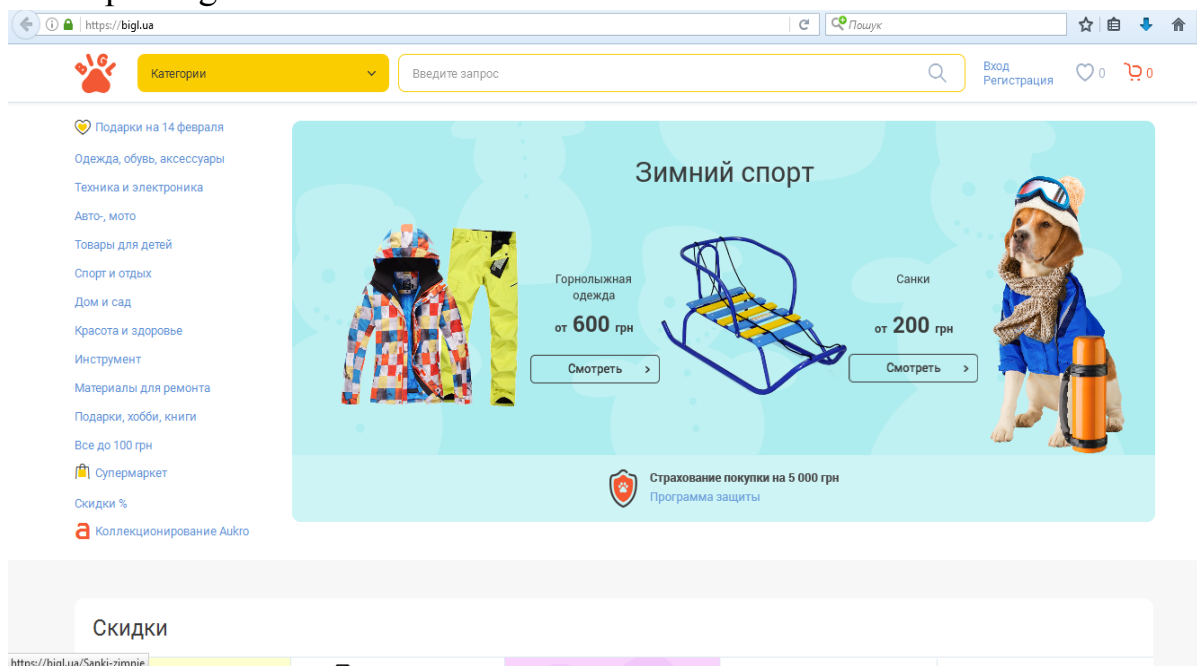 https://bigl.ua
Пошук
BIGL
Категории
Введите запрос
Вход
Регистрация
0
0
Подарки на 14 февраля
Одежда, обувь, аксессуары
Техника и электроника
Авто-, мото
Товары для детей
Спорт и отдых
Дом и сад
Красота и здоровье
Инструмент
Материалы для ремонта
Подарки, хобби, книги
Все до 100 грн
Супермаркет
Скидки %
a Коллекционирование Aukro
Зимний спорт
Горнолыжная
одежда
от 600 грн
Смотреть >
Санки
от 200 грн
Смотреть >
Страхование покупки на 5 000 грн
Программа защиты
Скидки
https://bigl.ua/Sanki-zimnie